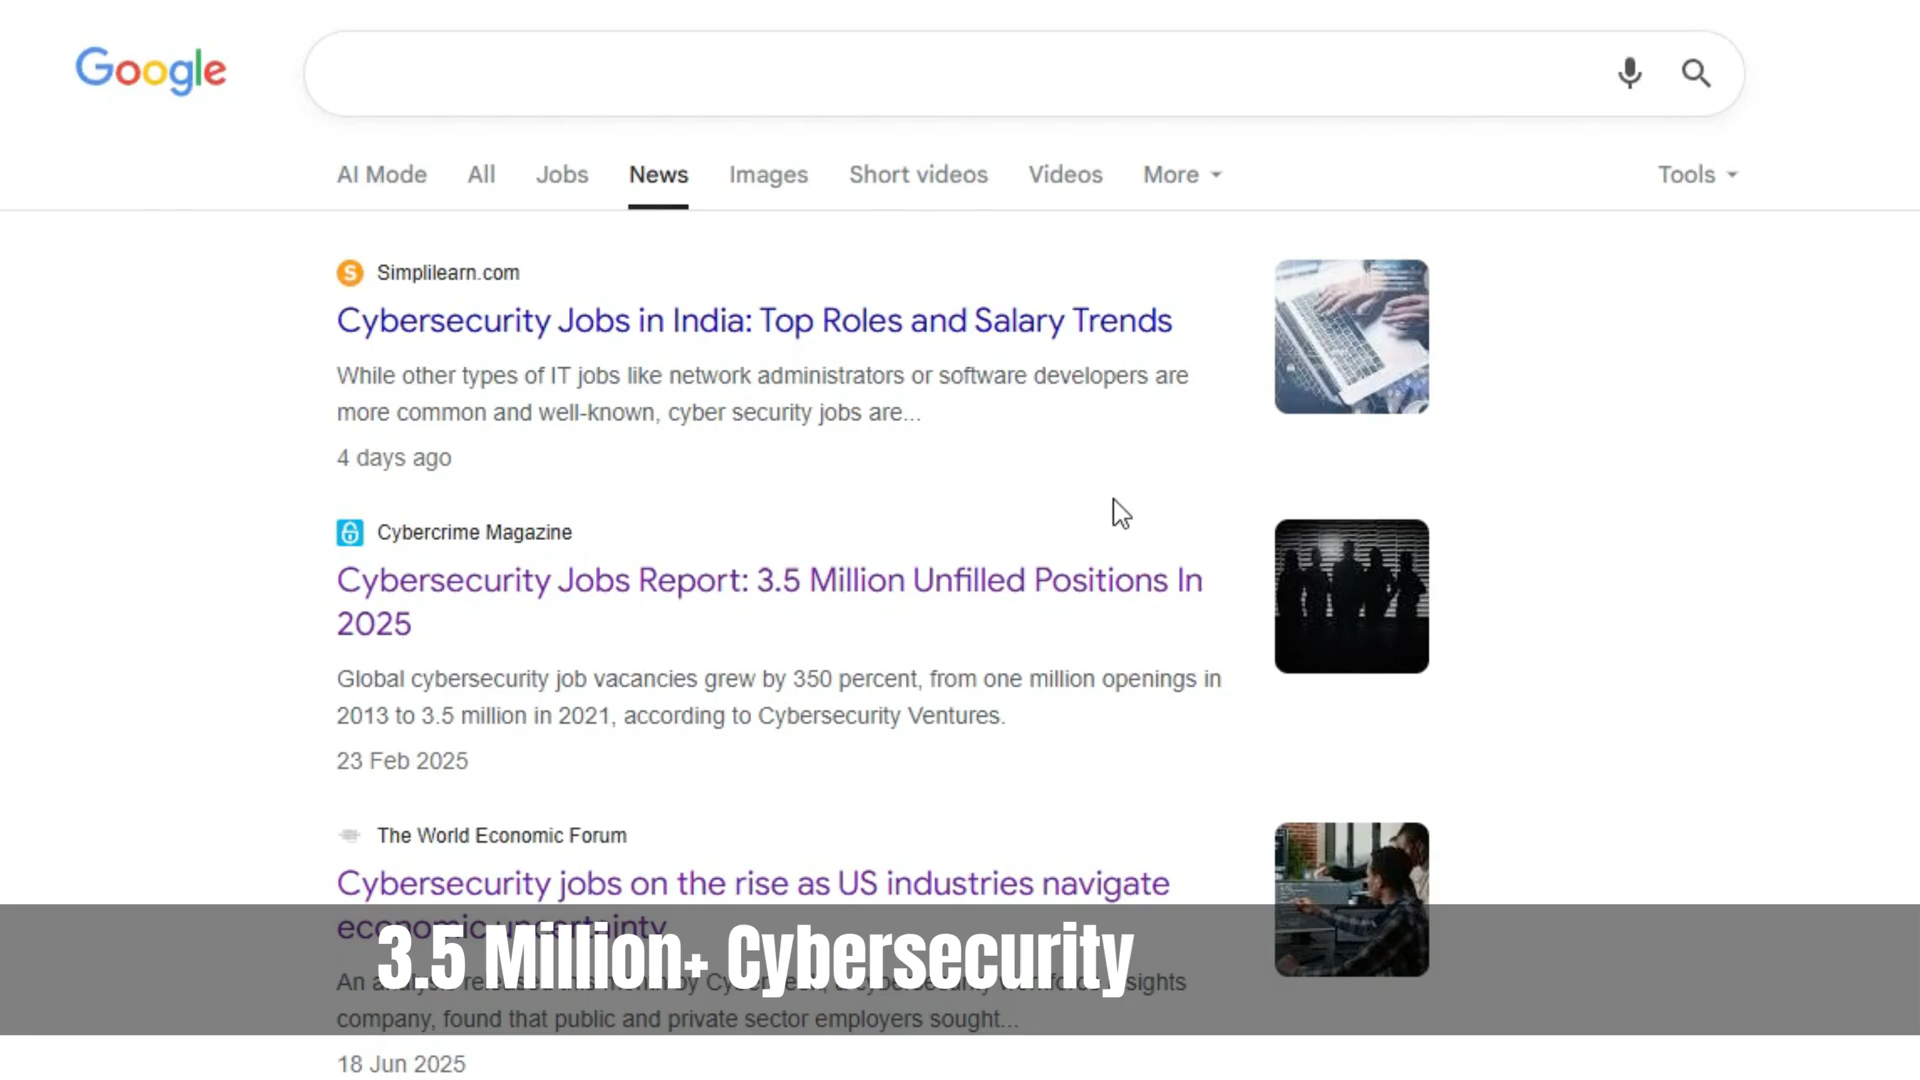 Google
AI Mode All Jobs News Images Short videos Videos More Tools
Simplilearn.com
Cybersecurity Jobs in India: Top Roles and Salary Trends
While other types of IT jobs like network administrators or software developers are
more common and well-known, cyber security jobs are...
4 days ago
Cybercrime Magazine
Cybersecurity Jobs Report: 3.5 Million Unfilled Positions In
2025
Global cybersecurity job vacancies grew by 350 percent, from one million openings in
2013 to 3.5 million in 2021, according to Cybersecurity Ventures.
23 Feb 2025
The World Economic Forum
Cybersecurity jobs on the rise as US industries navigate
economic uncertainty
3.5 Million+ Cybersecurity
An
company, found that public and private sector employers sought...
18 Jun 2025